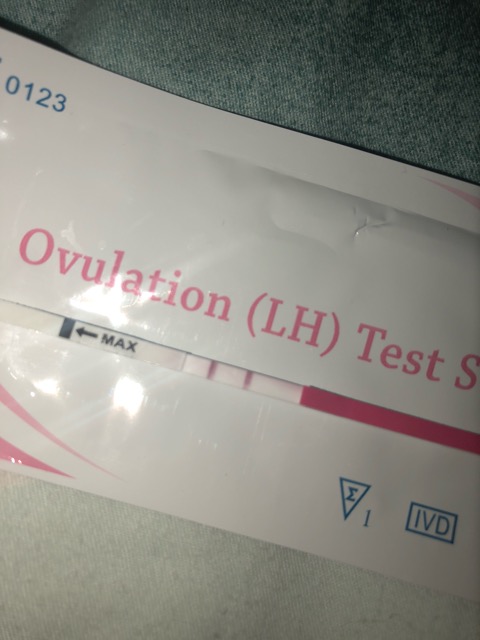 0123
Ovulation (LH) Test S
← MAX
Σ 1 IVD